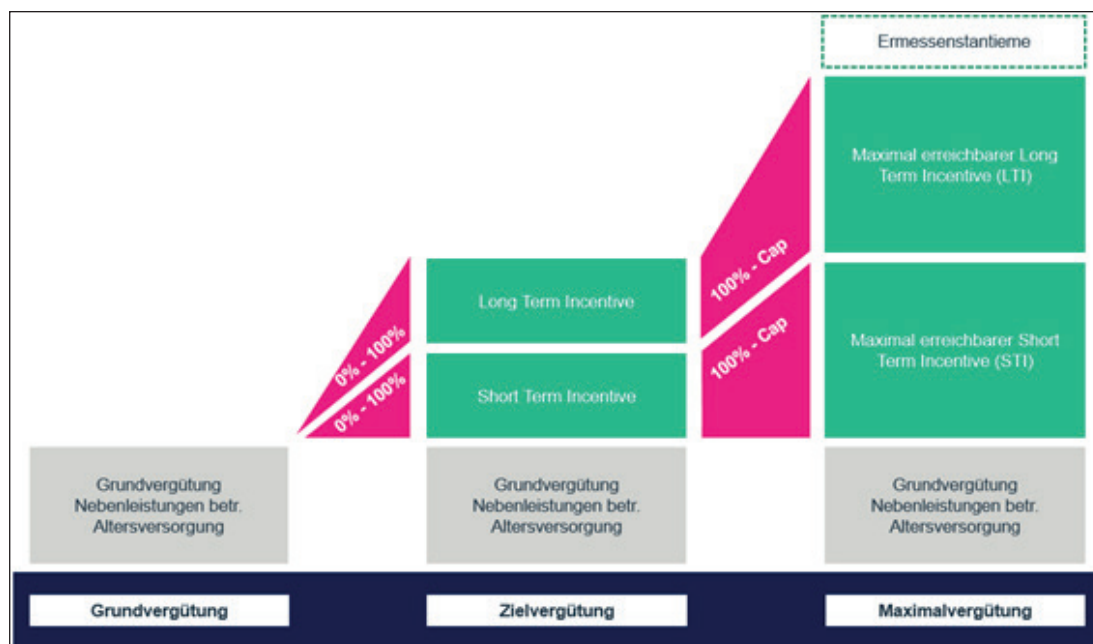 Ermessenstantieme
Maximal erreichbarer Long
Term Incentive (LTI)
100% - Cap
Long Term Incentive
0% - 100%
Maximal erreichbarer Short
Term Incentive (STI)
100% - Cap
Short Term Incentive
0% - 100%
Grundvergütung
Nebenleistungen betr.
Altersversorgung
Grundvergütung
Nebenleistungen betr.
Altersversorgung
Grundvergütung
Nebenleistungen betr.
Altersversorgung
Grundvergütung
Zielvergütung
Maximalvergütung